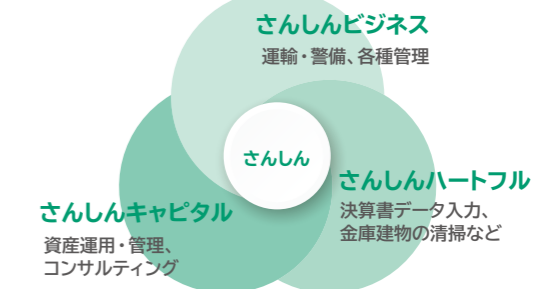 さんしんビジネス
運輸・警備、各種管理
さんしん
さんしんハートフル
決算書データ入力、
金庫建物の清掃など
さんしんキャピタル
資産運用・管理、
コンサルティング